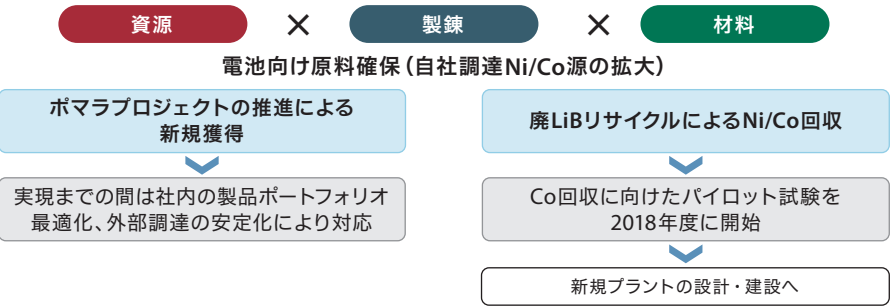 資源 × 製錬 × 材料
電池向け原料確保（自社調達Ni/Co源の拡大）
ポマラプロジェクトの推進による
新規獲得
実現までの間は社内の製品ポートフォリオ
最適化、外部調達の安定化により対応
廃LiBリサイクルによるNi/Co回収
Co回収に向けたパイロット試験を
2018年度に開始
新規プラントの設計・建設へ